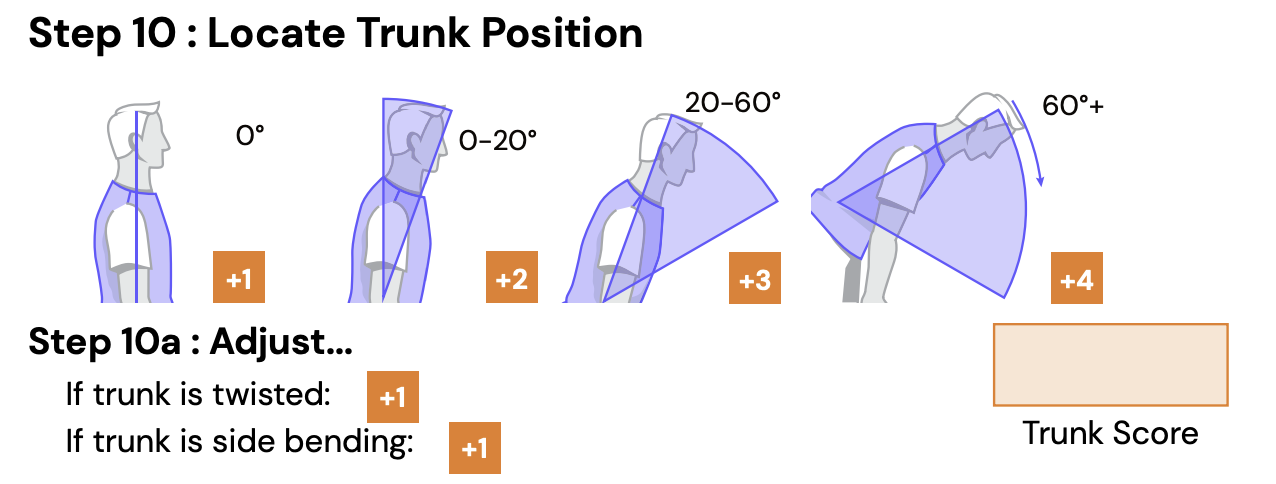 Step 10 : Locate Trunk Position
0°
0-20°
20-60°
60°+
+1
+2
+3
+4
Step 10a : Adjust...
If trunk is twisted: +1
If trunk is side bending: +1
Trunk Score